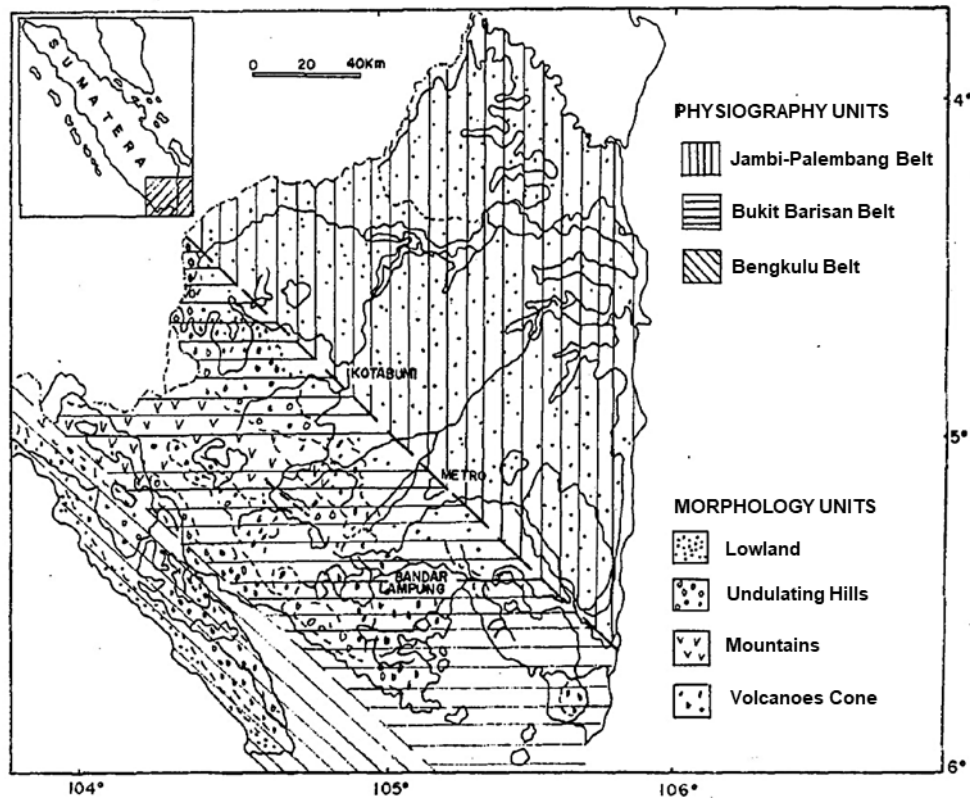 SUMATERA
0 20 40Km
4°
PHYSIOGRAPHY UNITS
Jambi-Palembang Belt
Bukit Barisan Belt
Bengkulu Belt
KOTABUMI
5°
METRO
MORPHOLOGY UNITS
Lowland
BANDAR
LAMPUNG
Undulating Hills
Mountains
Volcanoes Cone
6°
104°
105°
106°